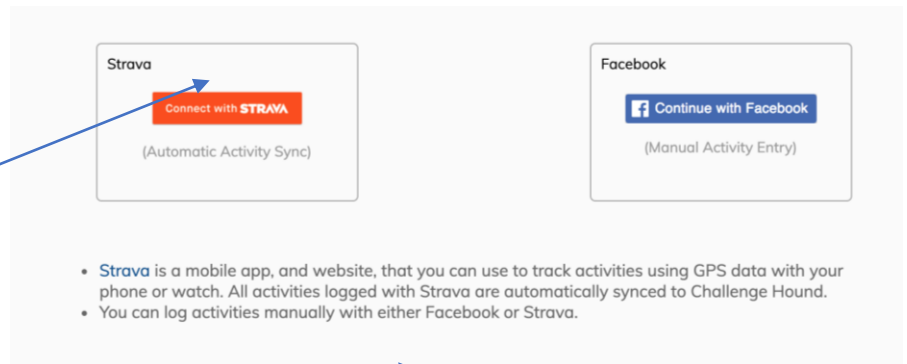 Strava
Connect with STRAVA
(Automatic Activity Sync)
Facebook
Continue with Facebook
(Manual Activity Entry)
• Strava is a mobile app, and website, that you can use to track activities using GPS data with your
phone or watch. All activities logged with Strava are automatically synced to Challenge Hound.
• You can log activities manually with either Facebook or Strava.